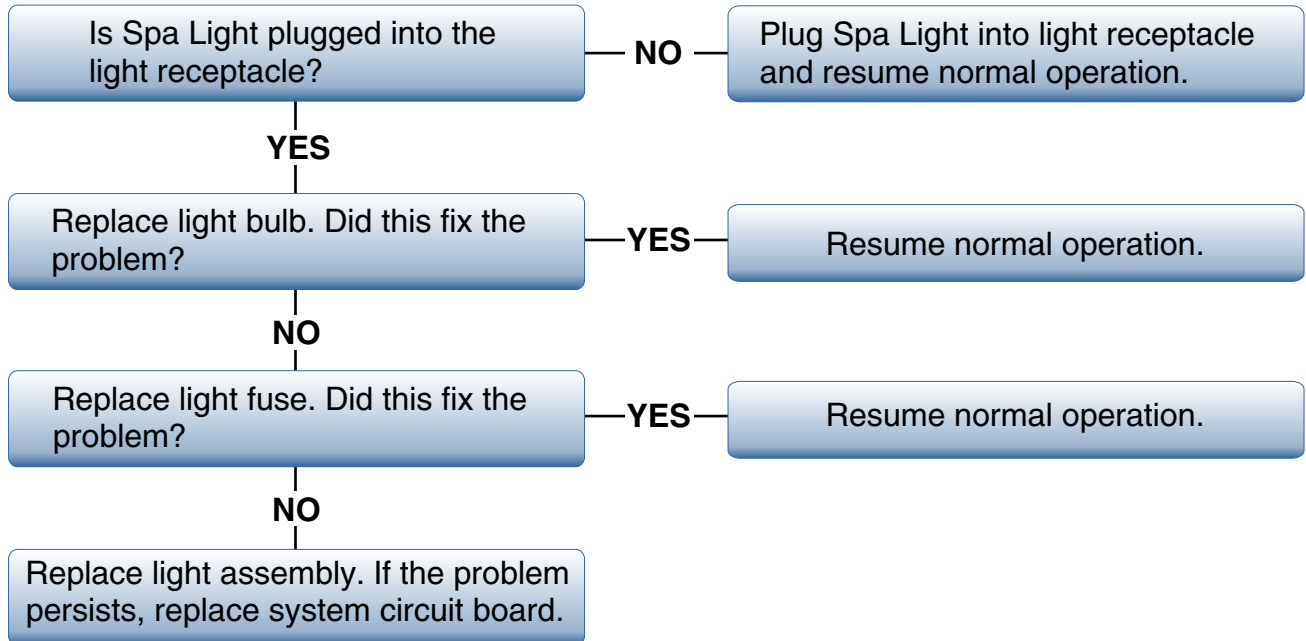 Is Spa Light plugged into the
light receptacle?
NO
Plug Spa Light into light receptacle
and resume normal operation.
YES
Replace light bulb. Did this fix the
problem?
YES
Resume normal operation.
NO
Replace light fuse. Did this fix the
problem?
YES
Resume normal operation.
NO
Replace light assembly. If the problem
persists, replace system circuit board.